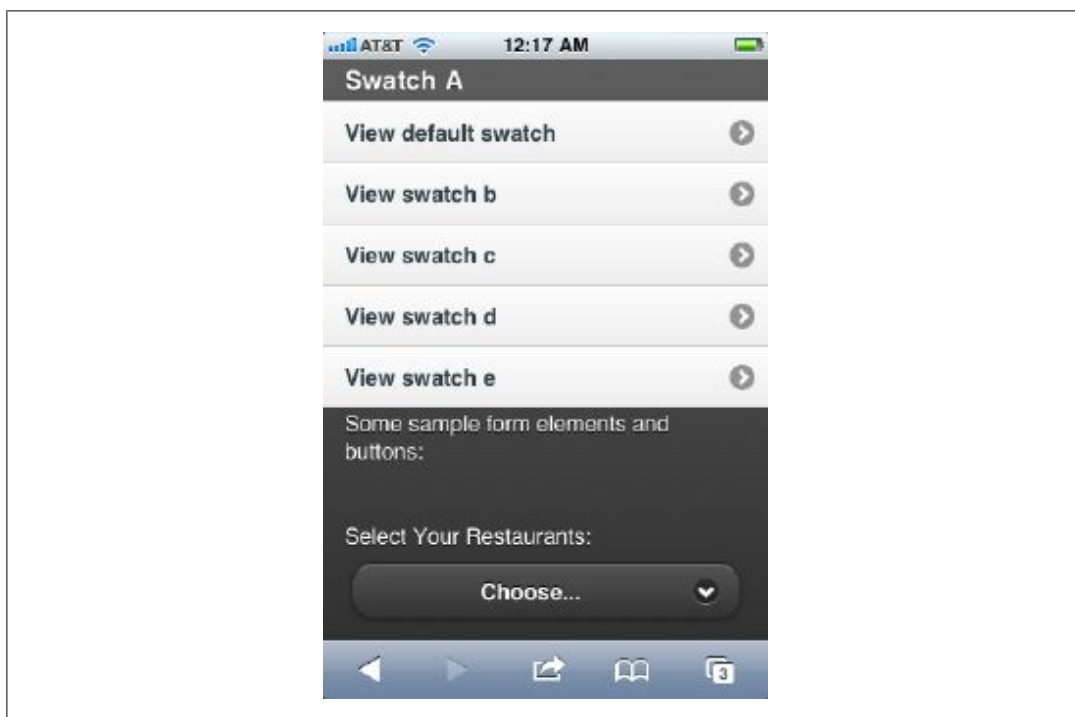 AT&T 12:17 AM
Swatch A
View default swatch
View swatch b
View swatch c
View swatch d
View swatch e
Some sample form elements and
buttons:
Select Your Restaurants:
Choose...
3